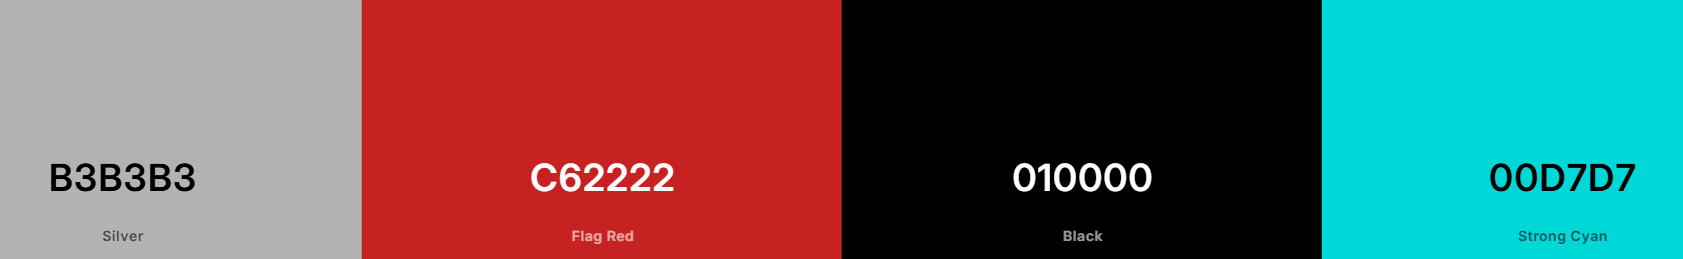 B3B3B3
Silver
C62222
Flag Red
010000
Black
00D7D7
Strong Cyan